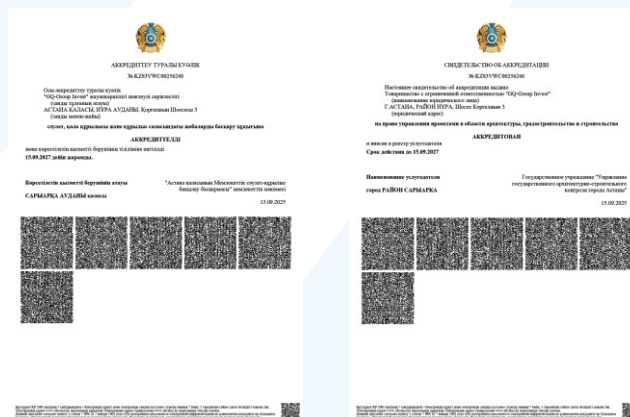 АККРЕДИТТЕУ ТУРАЛЫ КУӘЛІК
№ KZ85VWC00256248
Осы аккредиттеу туралы куәлік
"GQ-Group Invest" жауапкершілігі шектеулі серіктестігі
(заңды тұлғаның атауы)
АСТАНА ҚАЛАСЫ, НҰРА АУДАНЫ, Қорғалжын Шоссесі 3
(заңды мекен-жайы)
сәулет, қала құрылысы және құрылыс саласындағы жобаларды басқару құқығына
АККРЕДИТТЕЛДІ
және көрсетілетін қызметті берушінің тізіліміне енгізілді
15.09.2027 дейін жарамды.
Көрсетілетін қызметті берушінің атауы
"Астана қаласының Мемлекеттік сәулет-құрылыс бақылау басқармасы" мемлекеттік мекемесі
САРЫАРҚА АУДАНЫ қаласы
15.09.2025
СВИДЕТЕЛЬСТВО ОБ АККРЕДИТАЦИИ
№ KZ85VWC00256248
Настоящее свидетельство об аккредитации выдано
Товарищество с ограниченной ответственностью "GQ-Group Invest"
(наименование юридического лица)
Г.АСТАНА, РАЙОН НҰРА, Шоссе Коргалжын 3
(юридический адрес)
на право управления проектами в области архитектуры, градостроительства и строительства
АККРЕДИТОВАН
и внесен в реестр услугодателя
Срок действия до 15.09.2027
Наименование услугодателя
Государственное учреждение "Управление
государственного архитектурно-строительного
контроля города Астаны"
город РАЙОН САРЫАРКА
15.09.2025